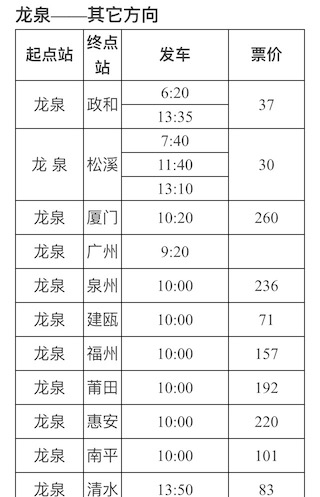 龙泉——其它方向
起点站 终点站 发车 票价
龙泉 政和 6:20 37
13:35
龙 泉 松溪 7:40 30
11:40
13:10
龙泉 厦门 10:20 260
龙泉 广州 9:20
龙泉 泉州 10:00 236
龙泉 建瓯 10:00 71
龙泉 福州 10:00 157
龙泉 莆田 10:00 192
龙泉 惠安 10:00 220
龙泉 南平 10:00 101
龙泉 清水 13:50 83